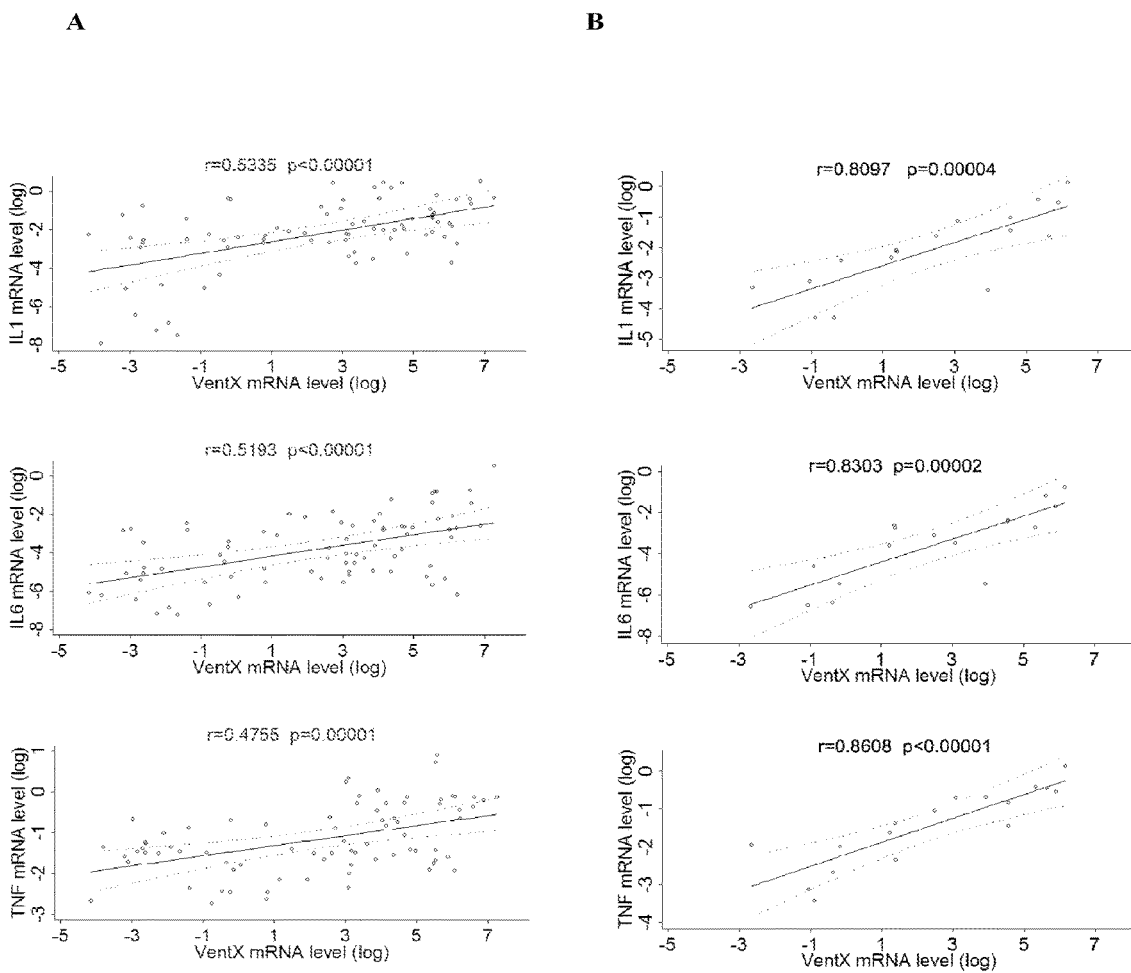 A
B
r=0.5335 p<0.00001
IL1 mRNA level (log)
0
-2
-4
-6
-8
-5 -3 -1 1 3 5 7
VentX mRNA level (log)
r=0.8097 p=0.00004
IL1 mRNA level (log)
0
-1
-2
-3
-4
-5
-5 -3 -1 1 3 5 7
VentX mRNA level (log)
r=0.5193 p<0.00001
IL6 mRNA level (log)
0
-2
-4
-6
-8
-5 -3 -1 1 3 5 7
VentX mRNA level (log)
r=0.8303 p=0.00002
IL6 mRNA level (log)
0
-2
-4
-6
-8
-5 -3 -1 1 3 5 7
VentX mRNA level (log)
r=0.4755 p=0.00001
TNF mRNA level (log)
1
0
-1
-2
-3
-5 -3 -1 1 3 5 7
VentX mRNA level (log)
r=0.8608 p<0.00001
TNF mRNA level (log)
0
-1
-2
-3
-4
-5 -3 -1 1 3 5 7
VentX mRNA level (log)